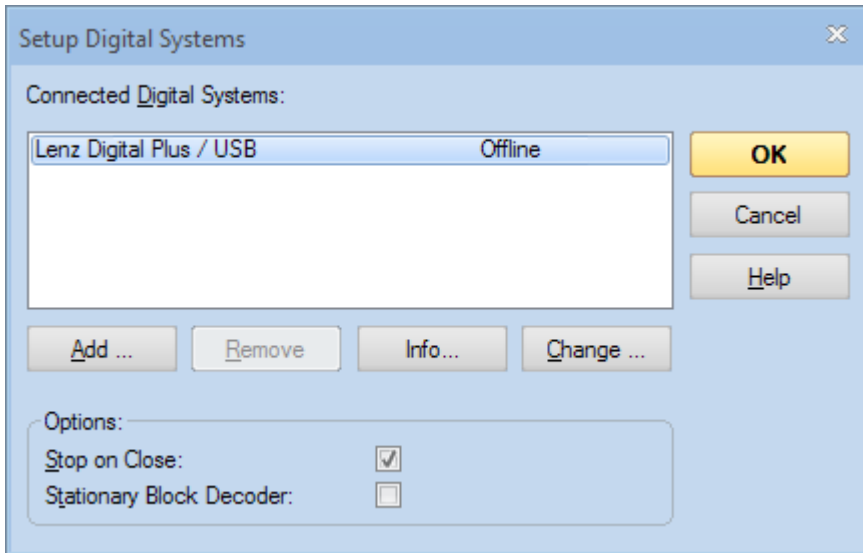 Setup Digital Systems
Connected Digital Systems:
Lenz Digital Plus / USB Offline
OK
Cancel
Help
Add ... Remove Info... Change ...
Options:
Stop on Close:
Stationary Block Decoder: